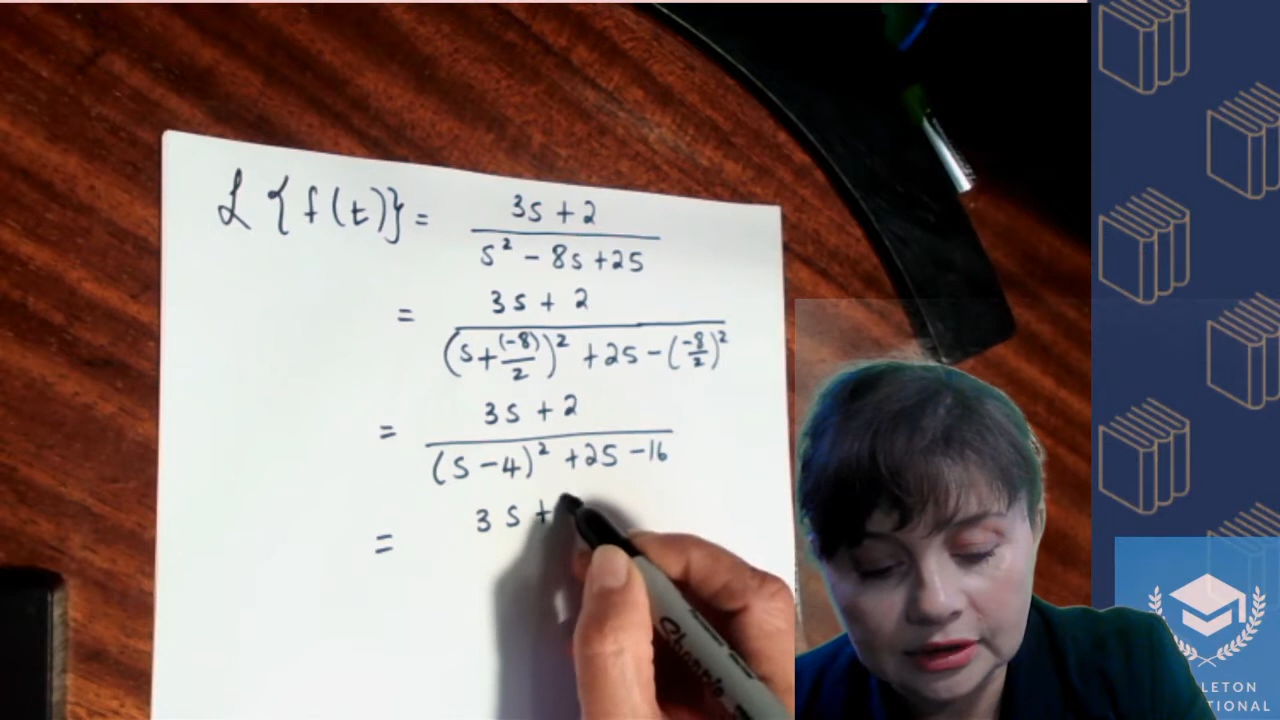 ℒ{f(t)} = (3s + 2)/(s² - 8s + 25)
= (3s + 2)/((s + (-8)/2)² + 25 - (-8/2)²)
= (3s + 2)/((s - 4)² + 25 - 16)
= 3s +
Sharpie
LETON
TIONAL